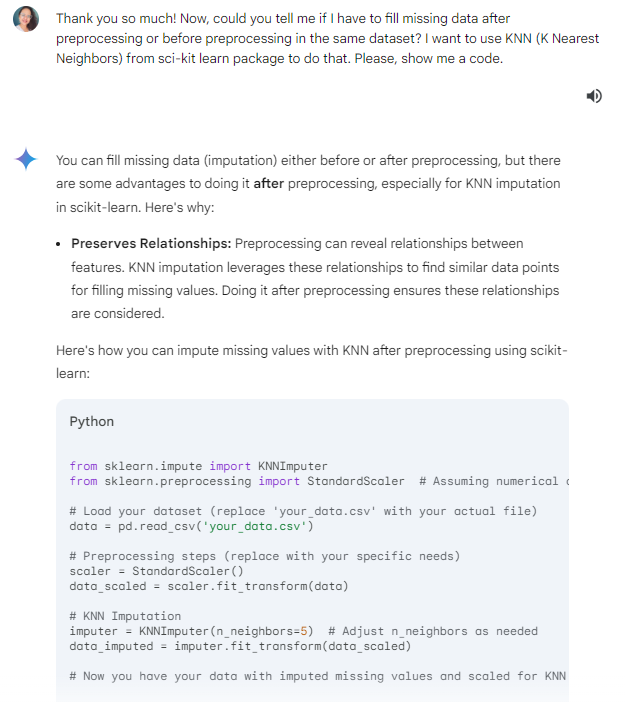 Thank you so much! Now, could you tell me if I have to fill missing data after
preprocessing or before preprocessing in the same dataset? I want to use KNN (K Nearest
Neighbors) from sci-kit learn package to do that. Please, show me a code.
You can fill missing data (imputation) either before or after preprocessing, but there
are some advantages to doing it after preprocessing, especially for KNN imputation
in scikit-learn. Here's why:
• Preserves Relationships: Preprocessing can reveal relationships between
features. KNN imputation leverages these relationships to find similar data points
for filling missing values. Doing it after preprocessing ensures these relationships
are considered.
Here's how you can impute missing values with KNN after preprocessing using scikit-
learn:
Python
from sklearn.impute import KNNImputer
from sklearn.preprocessing import StandardScaler  # Assuming numerical
# Load your dataset (replace 'your_data.csv' with your actual file)
data = pd.read_csv('your_data.csv')
# Preprocessing steps (replace with your specific needs)
scaler = StandardScaler()
data_scaled = scaler.fit_transform(data)
# KNN Imputation
imputer = KNNImputer(n_neighbors=5)  # Adjust n_neighbors as needed
data_imputed = imputer.fit_transform(data_scaled)
# Now you have your data with imputed missing values and scaled for KNN